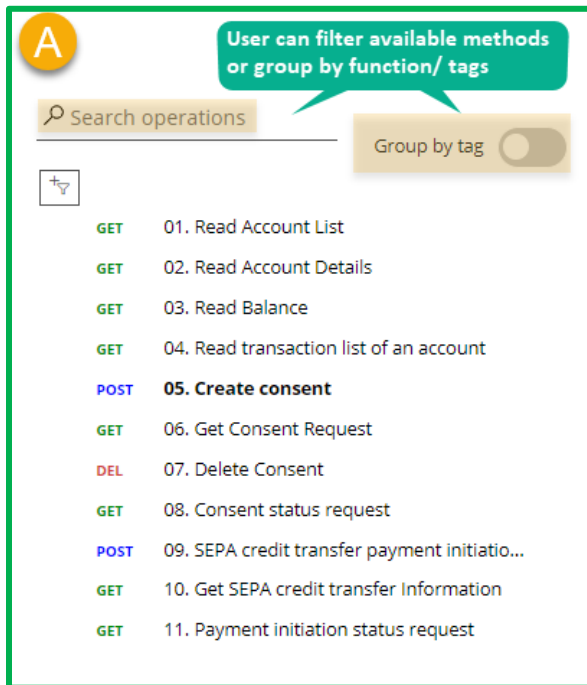 A
User can filter available methods
or group by function/ tags
Search operations
Group by tag
GET 01. Read Account List
GET 02. Read Account Details
GET 03. Read Balance
GET 04. Read transaction list of an account
POST 05. Create consent
GET 06. Get Consent Request
DEL 07. Delete Consent
GET 08. Consent status request
POST 09. SEPA credit transfer payment initiatio...
GET 10. Get SEPA credit transfer Information
GET 11. Payment initiation status request